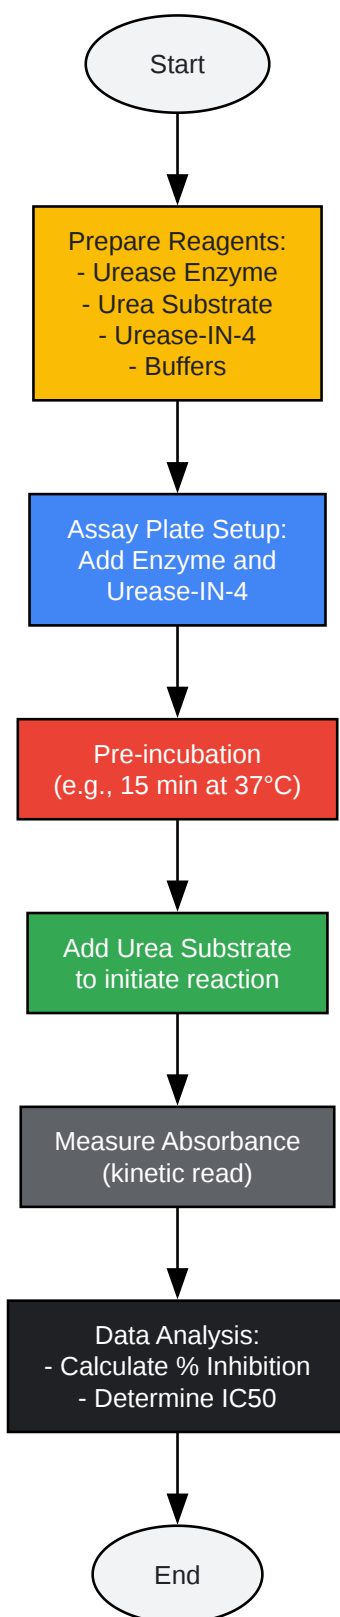 Start
Prepare Reagents:
- Urease Enzyme
- Urea Substrate
- Urease-IN-4
- Buffers
Assay Plate Setup:
Add Enzyme and
Urease-IN-4
Pre-incubation
(e.g., 15 min at 37°C)
Add Urea Substrate
to initiate reaction
Measure Absorbance
(kinetic read)
Data Analysis:
- Calculate % Inhibition
- Determine IC50
End